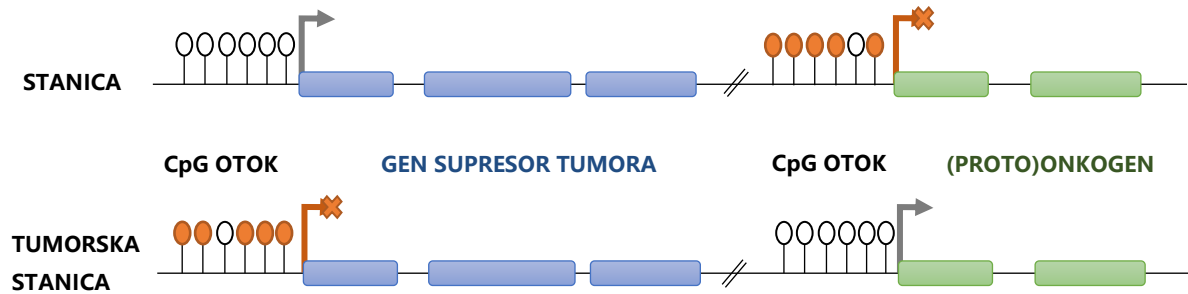 STANICA
CpG OTOK
GEN SUPRESOR TUMORA
CpG OTOK
(PROTO)ONKOGEN
TUMORSKA
STANICA